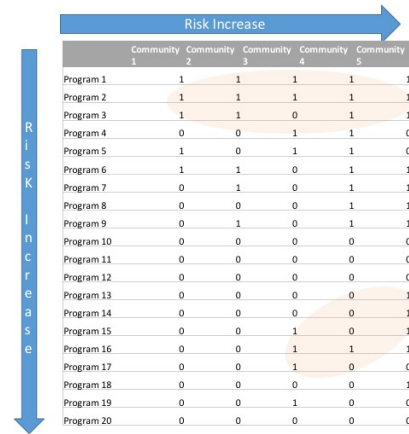 Risk Increase
RisK Increase
Community 1 Community 2 Community 3 Community 4 Community 5
Program 1 1 1 1 1 1
Program 2 1 1 1 1 1
Program 3 1 1 0 1 1
Program 4 0 0 1 1 0
Program 5 1 0 1 1 0
Program 6 1 1 0 1 1
Program 7 0 1 0 1 1
Program 8 0 0 0 1 1
Program 9 0 1 0 1 1
Program 10 0 0 0 0 0
Program 11 0 0 0 0 0
Program 12 0 0 0 0 0
Program 13 0 0 0 0 1
Program 14 0 0 0 0 1
Program 15 0 0 1 0 1
Program 16 0 0 1 1 1
Program 17 0 0 1 0 0
Program 18 0 0 0 0 1
Program 19 0 0 1 0 0
Program 20 0 0 0 0 0